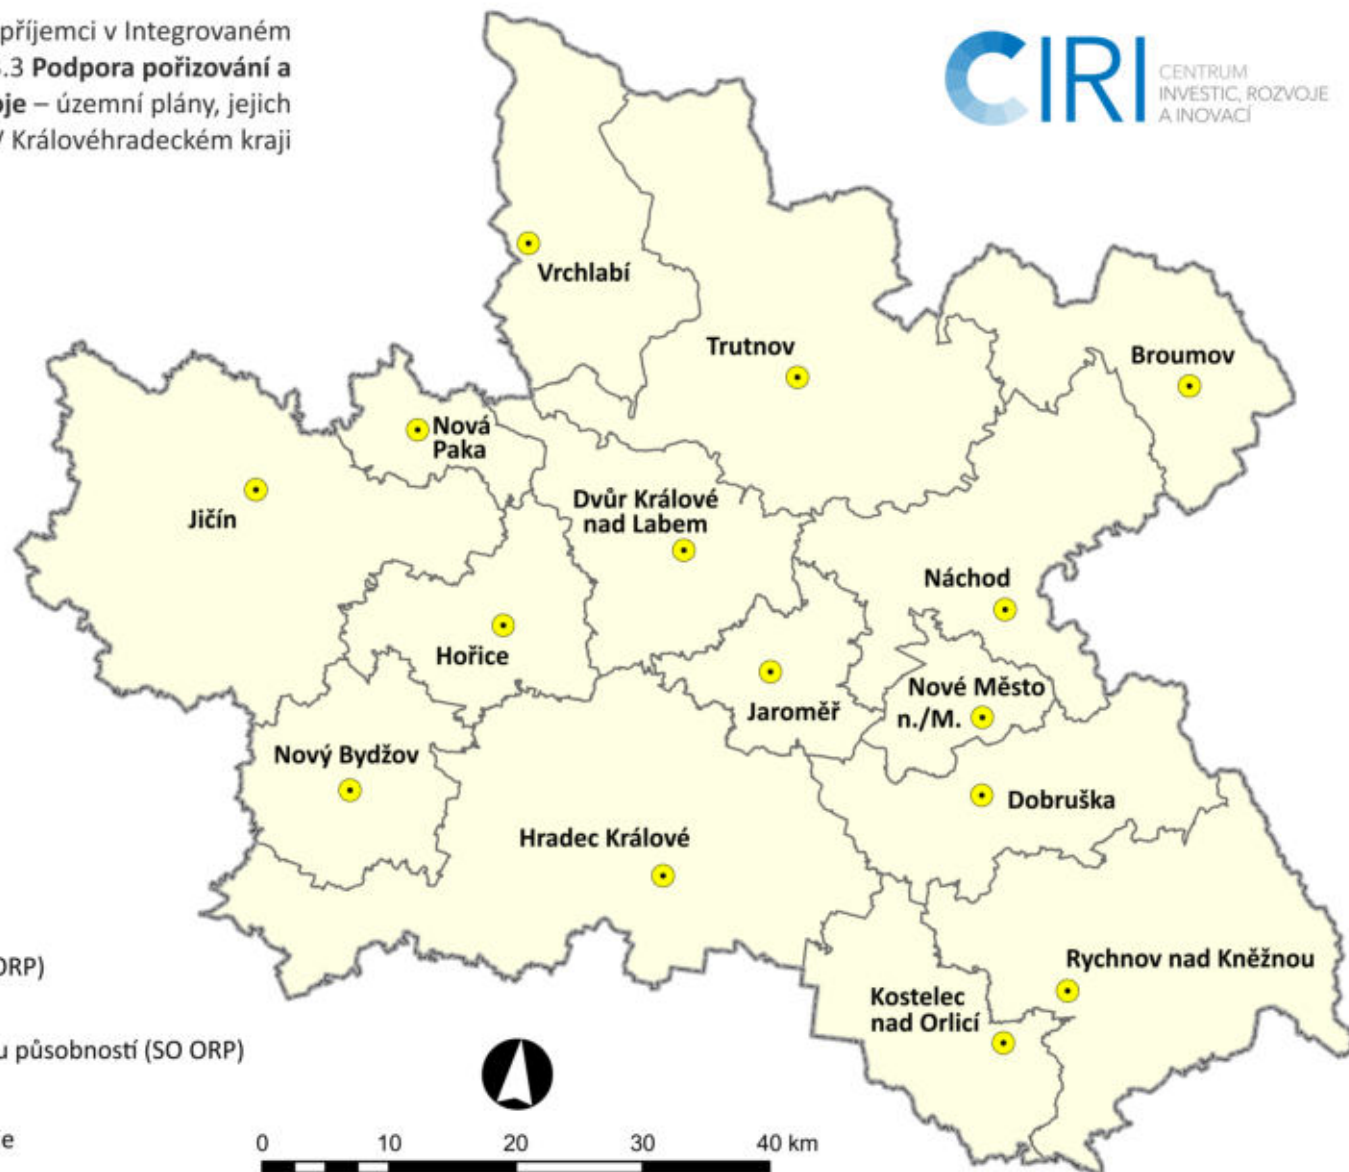 příjemci v Integrovaném
.3 Podpora pořizování a
je – územní plány, jejich
Královéhradeckém kraji
CIRI
CENTRUM
INVESTIC, ROZVOJE
A INOVACÍ
Vrchlabí
Trutnov
Broumov
Nová
Paka
Jičín
Dvůr Králové
nad Labem
Náchod
Hořice
Nové Město
n./M.
Jaroměř
Nový Bydžov
Dobruška
Hradec Králové
Rychnov nad Kněžnou
Kostelec
nad Orlicí
ORP)
u působností (SO ORP)
e
0 10 20 30 40 km